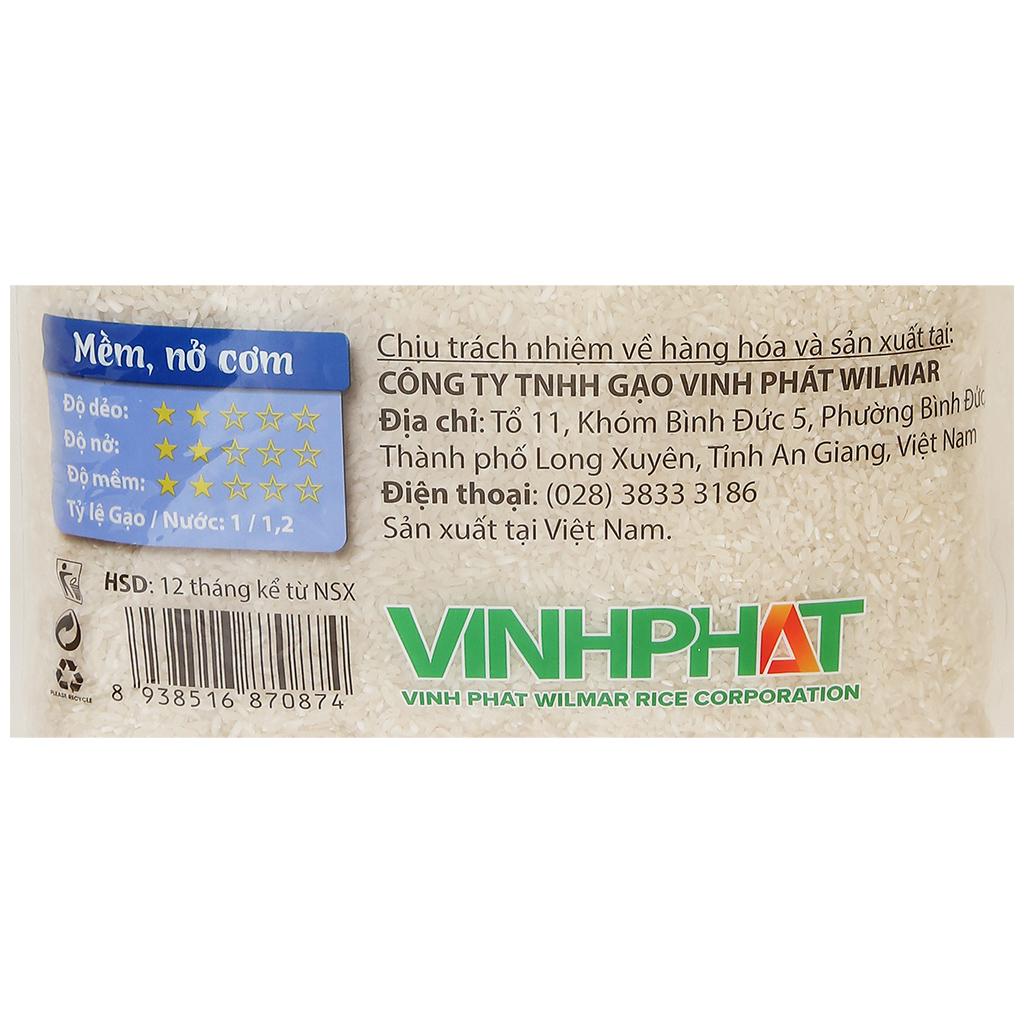 Mềm, nở cơm
Độ dẻo:
Độ nở:
Độ mềm:
Tỷ lệ Gạo / Nước: 1 / 1,2
HSD: 12 tháng kể từ NSX
8 938516 870874
PLEASE RECYCLE
Chịu trách nhiệm về hàng hóa và sản xuất tại:
CÔNG TY TNHH GẠO VINH PHÁT WILMAR
Địa chỉ: Tổ 11, Khóm Bình Đức 5, Phường Bình Đức
Thành phố Long Xuyên, Tỉnh An Giang, Việt Nam
Điện thoại: (028) 3833 3186
Sản xuất tại Việt Nam.
VINHPHAT
VINH PHAT WILMAR RICE CORPORATION